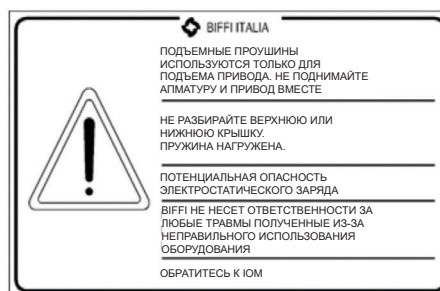 BIFFI ITALIA
ПОДЪЕМНЫЕ ПРОУШИНЫ
ИСПОЛЬЗУЮТСЯ ТОЛЬКО ДЛЯ
ПОДЪЕМА ПРИВОДА. НЕ ПОДНИМАЙТЕ
АПМАТУРУ И ПРИВОД ВМЕСТЕ
НЕ РАЗБИРАЙТЕ ВЕРХНЮЮ ИЛИ
НИЖНЮЮ КРЫШКУ.
ПРУЖИНА НАГРУЖЕНА.
ПОТЕНЦИАЛЬНАЯ ОПАСНОСТЬ
ЭЛЕКТРОСТАТИЧЕСКОГО ЗАРЯДА
BIFFI НЕ НЕСЕТ ОТВЕТСТВЕННОСТИ ЗА
ЛЮБЫЕ ТРАВМЫ ПОЛУЧЕННЫЕ ИЗ-ЗА
НЕПРАВИЛЬНОГО ИСПОЛЬЗОВАНИЯ
ОБОРУДОВАНИЯ
ОБРАТИТЕСЬ К IOM